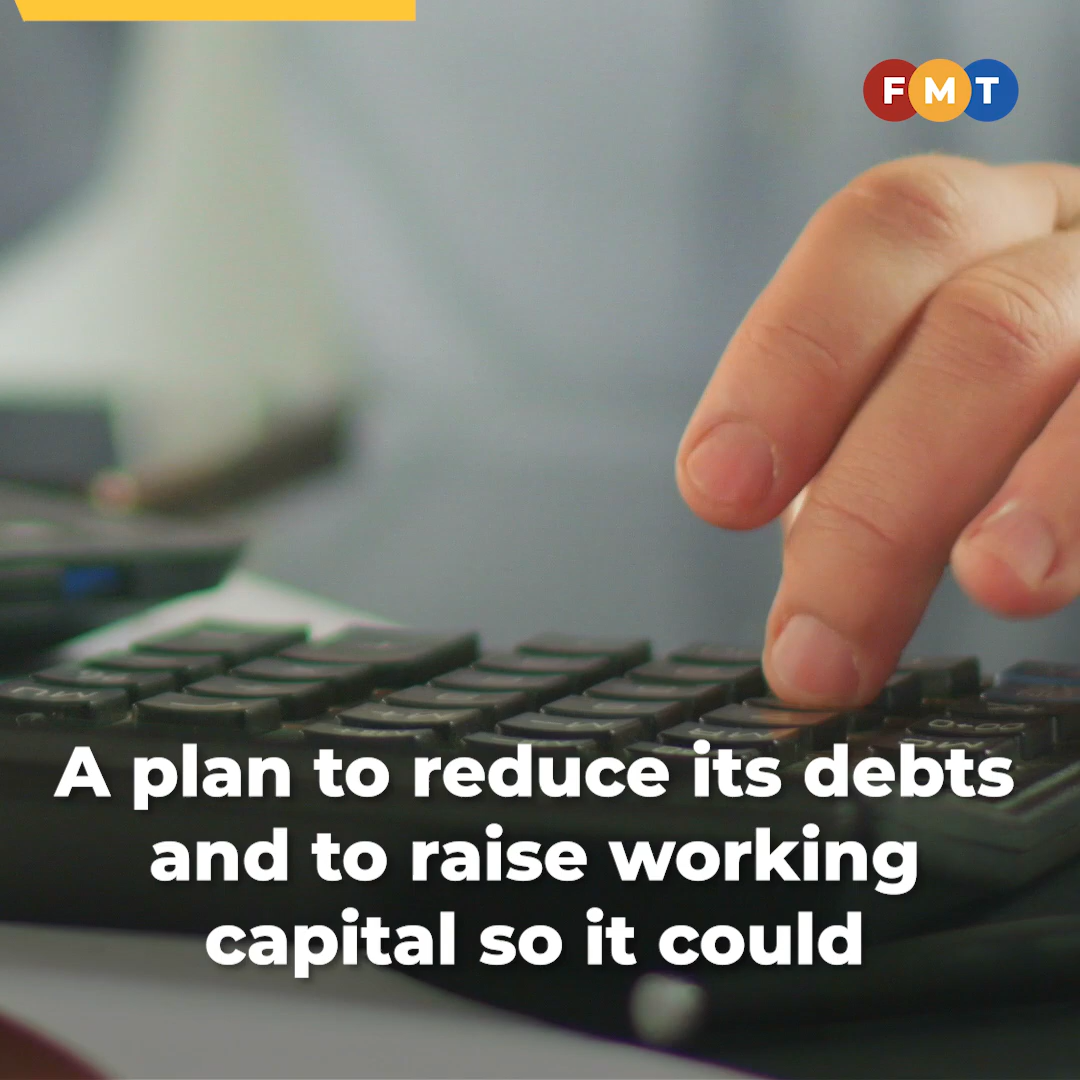 FMT
A plan to reduce its debts
and to raise working
capital so it could